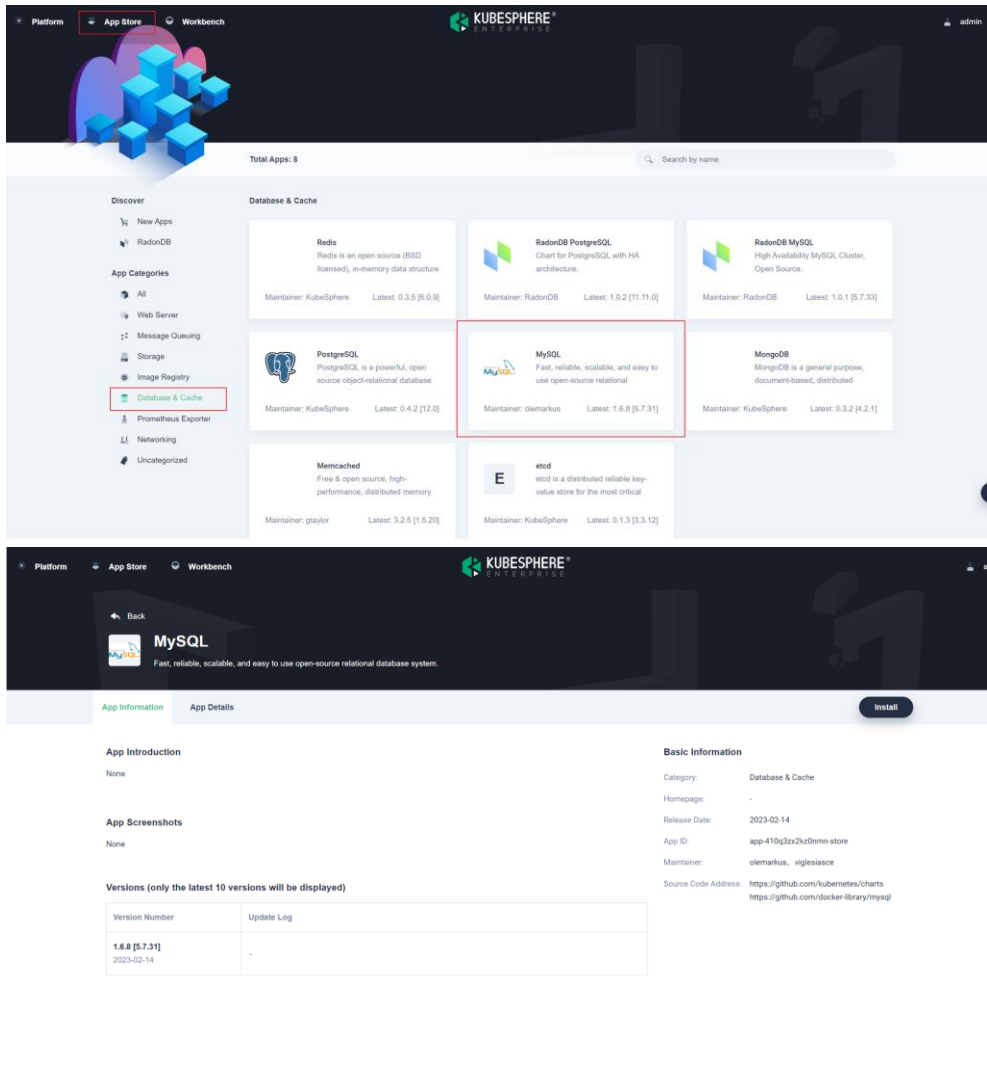 Platform App Store Workbench
KUBESPHERE®
ENTERPRISE
admin
Total Apps: 8
Search by name
Discover
New Apps
RadonDB
App Categories
All
Web Server
Message Queuing
Storage
Image Registry
Database & Cache
Prometheus Exporter
Networking
Uncategorized
Database & Cache
Redis
Redis is an open source (BSD
licensed), in-memory data structure
Maintainer: KubeSphere Latest: 0.3.5 [6.0.9]
RadonDB PostgreSQL
Chart for PostgreSQL with HA
architecture.
Maintainer: RadonDB Latest: 1.0.2 [11.11.0]
RadonDB MySQL
High Availability MySQL Cluster,
Open Source.
Maintainer: RadonDB Latest: 1.0.1 [5.7.33]
PostgreSQL
PostgreSQL is a powerful, open
source object-relational database
Maintainer: KubeSphere Latest: 0.4.2 [12.0]
MySQL
MySQL
Fast, reliable, scalable, and easy to
use open-source relational
Maintainer: olemarkus Latest: 1.6.8 [5.7.31]
MongoDB
MongoDB is a general purpose,
document-based, distributed
Maintainer: KubeSphere Latest: 0.3.2 [4.2.1]
Memcached
Free & open source, high-
performance, distributed memory
Maintainer: gtaylor Latest: 3.2.5 [1.5.20]
E
etcd
etcd is a distributed reliable key-
value store for the most critical
Maintainer: KubeSphere Latest: 0.1.3 [3.3.12]
Platform App Store Workbench
KUBESPHERE®
ENTERPRISE
a
Back
MySQL
MySQL
Fast, reliable, scalable, and easy to use open-source relational database system.
App Information App Details
Install
App Introduction
None
App Screenshots
None
Versions (only the latest 10 versions will be displayed)
Version Number Update Log
1.6.8 [5.7.31] -
2023-02-14
Basic Information
Category: Database & Cache
Homepage: -
Release Date: 2023-02-14
App ID: app-410q3zx2kz0nmn-store
Maintainer: olemarkus, viglesiasce
Source Code Address: https://github.com/kubernetes/charts
https://github.com/docker-library/mysql